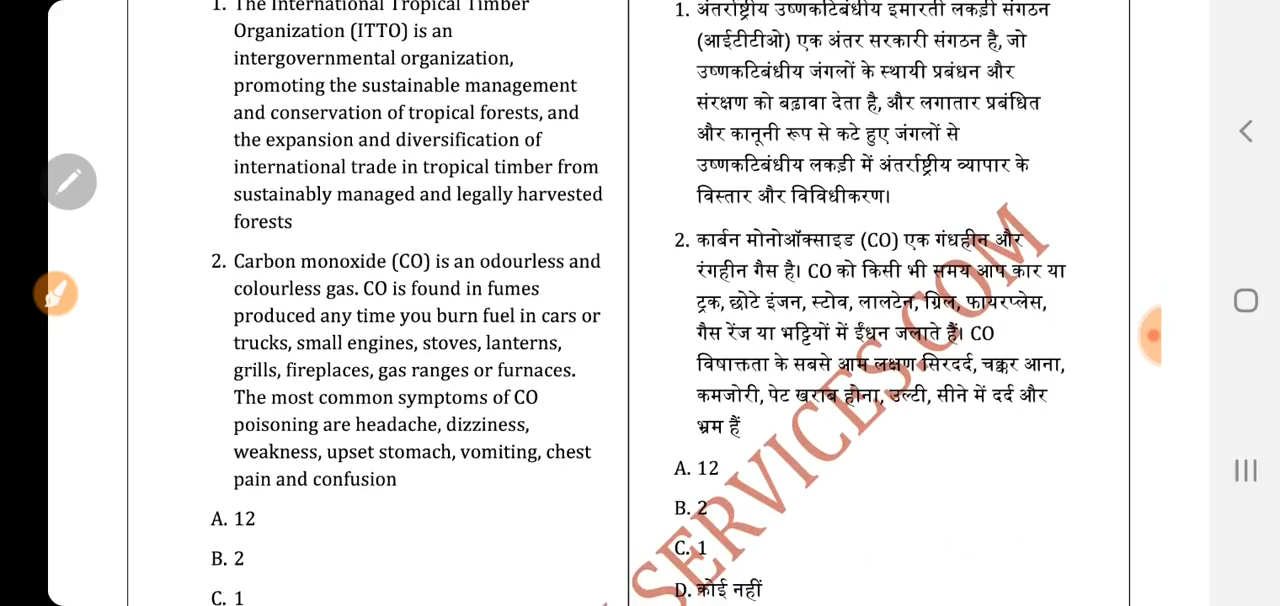 1. The International Tropical Timber
Organization (ITTO) is an
intergovernmental organization,
promoting the sustainable management
and conservation of tropical forests, and
the expansion and diversification of
international trade in tropical timber from
sustainably managed and legally harvested
forests
2. Carbon monoxide (CO) is an odourless and
colourless gas. CO is found in fumes
produced any time you burn fuel in cars or
trucks, small engines, stoves, lanterns,
grills, fireplaces, gas ranges or furnaces.
The most common symptoms of CO
poisoning are headache, dizziness,
weakness, upset stomach, vomiting, chest
pain and confusion
A. 12
B. 2
C. 1
1. अंतर्राष्ट्रीय उष्णकटिबंधीय इमारती लकड़ी संगठन
(आईटीटीओ) एक अंतर सरकारी संगठन है, जो
उष्णकटिबंधीय जंगलों के स्थायी प्रबंधन और
संरक्षण को बढ़ावा देता है, और लगातार प्रबंधित
और कानूनी रूप से कटे हुए जंगलों से
उष्णकटिबंधीय लकड़ी में अंतर्राष्ट्रीय व्यापार के
विस्तार और विविधीकरण।
2. कार्बन मोनोऑक्साइड (CO) एक गंधहीन और
रंगहीन गैस है। CO को किसी भी समय आप कार या
ट्रक, छोटे इंजन, स्टोव, लालटेन, ग्रिल, फायरप्लेस,
गैस रेंज या भट्टियों में ईंधन जलाते हैं। CO
विषाक्तता के सबसे आम लक्षण सिरदर्द, चक्कर आना,
कमजोरी, पेट खराब होना, उल्टी, सीने में दर्द और
भ्रम हैं
A. 12
B. 2
C. 1
D. कोई नहीं
SERVICES.COM